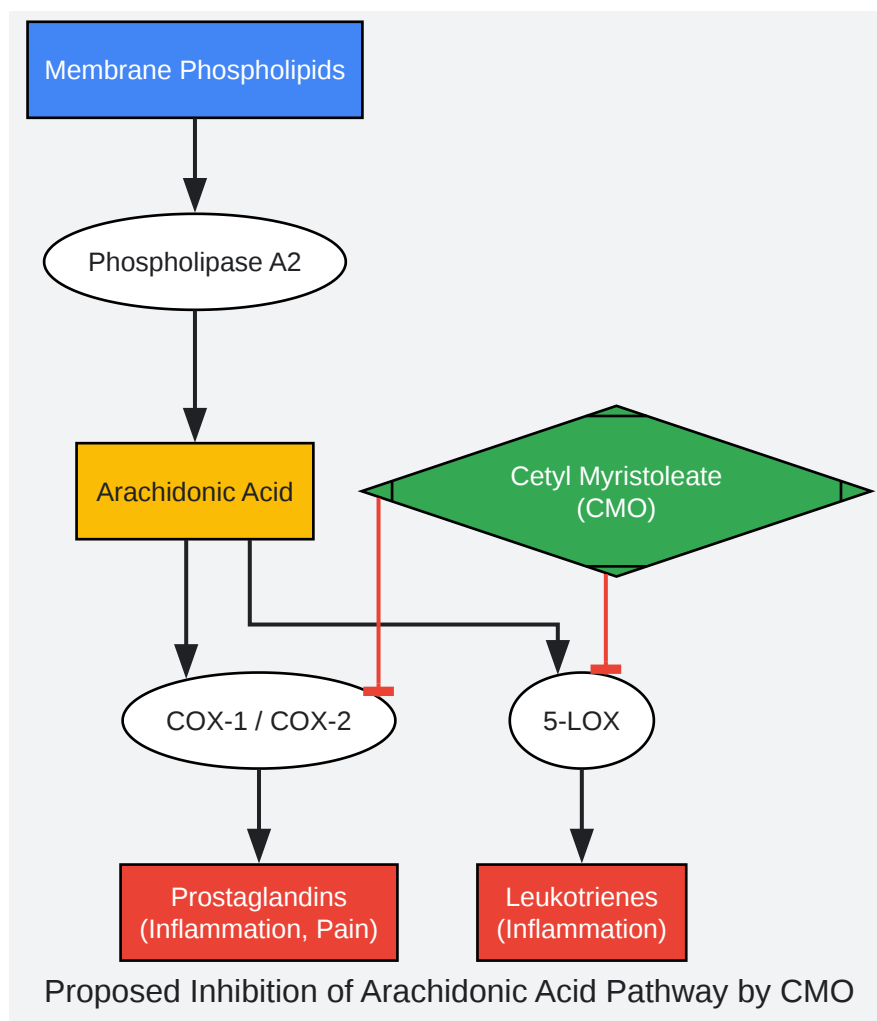 Membrane Phospholipids
Phospholipase A2
Arachidonic Acid
Cetyl Myristoleate
(CMO)
COX-1 / COX-2
5-LOX
Prostaglandins
(Inflammation, Pain)
Leukotrienes
(Inflammation)
Proposed Inhibition of Arachidonic Acid Pathway by CMO